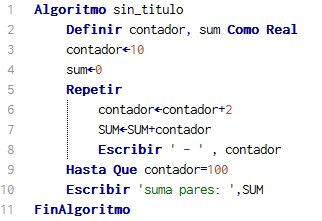 1 Algoritmo sin_titulo
2 Definir contador, sum Como Real
3 contador←10
4 sum←0
5 Repetir
6 contador←contador+2
7 SUM←SUM+contador
8 Escribir ' - ' , contador
9 Hasta Que contador=100
10 Escribir 'suma pares: ',SUM
11 FinAlgoritmo